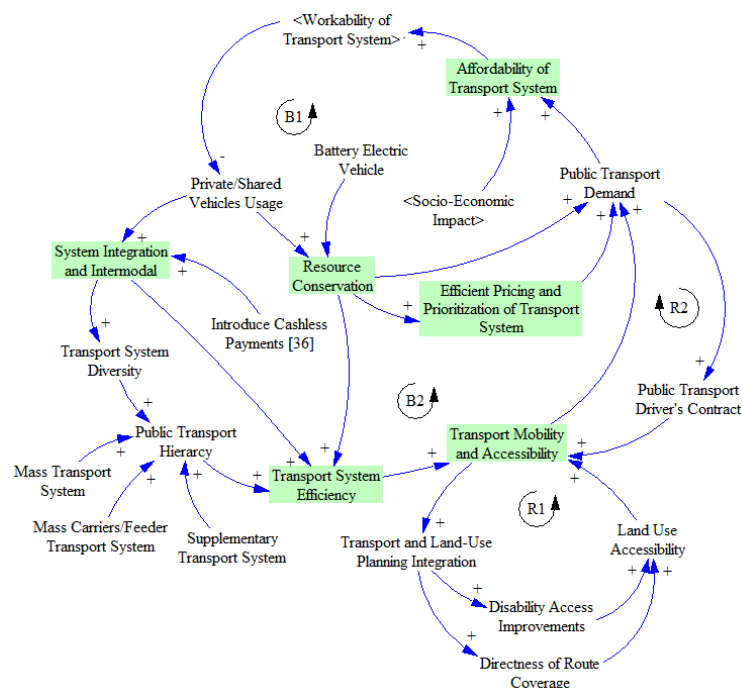 <Workability of
Transport System>
+
+
Affordability of
Transport System
+
+
B1
Battery Electric
Vehicle
-
Private/Shared
Vehicles Usage
Public Transport
Demand
<Socio-Economic
Impact>
+
+
+
+
+
+
System Integration
and Intermodal
+
Resource
Conservation
Efficient Pricing and
Prioritization of Transport
System
+
R2
Introduce Cashless
Payments [36]
+
Transport System
Diversity
+
Public Transport
Driver's Contract
B2
+
Public Transport
Hierarcy
+
+
+
+
+
+
+
Mass Transport
System
Transport System
Efficiency
Transport Mobility
and Accessibility
+
+
Mass Carriers/Feeder
Transport System
Supplementary
Transport System
R1
+
Transport and Land-Use
Planning Integration
Land Use
Accessibility
+
+
+
Disability Access
Improvements
+
Directness of Route
Coverage